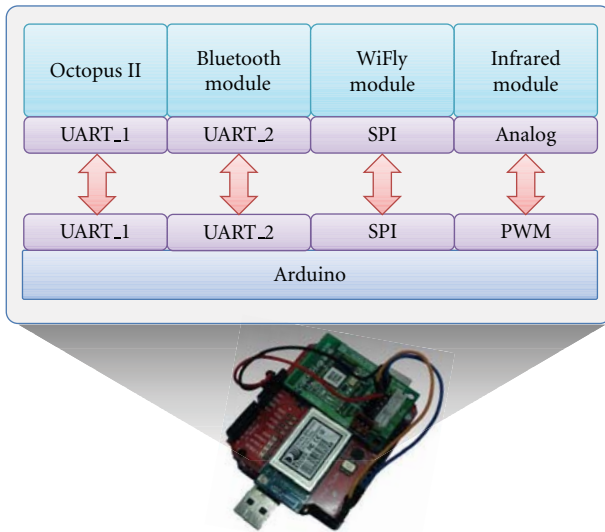 Octopus II
Bluetooth
module
WiFly
module
Infrared
module
UART_1
UART_2
SPI
Analog
UART_1
UART_2
SPI
PWM
Arduino